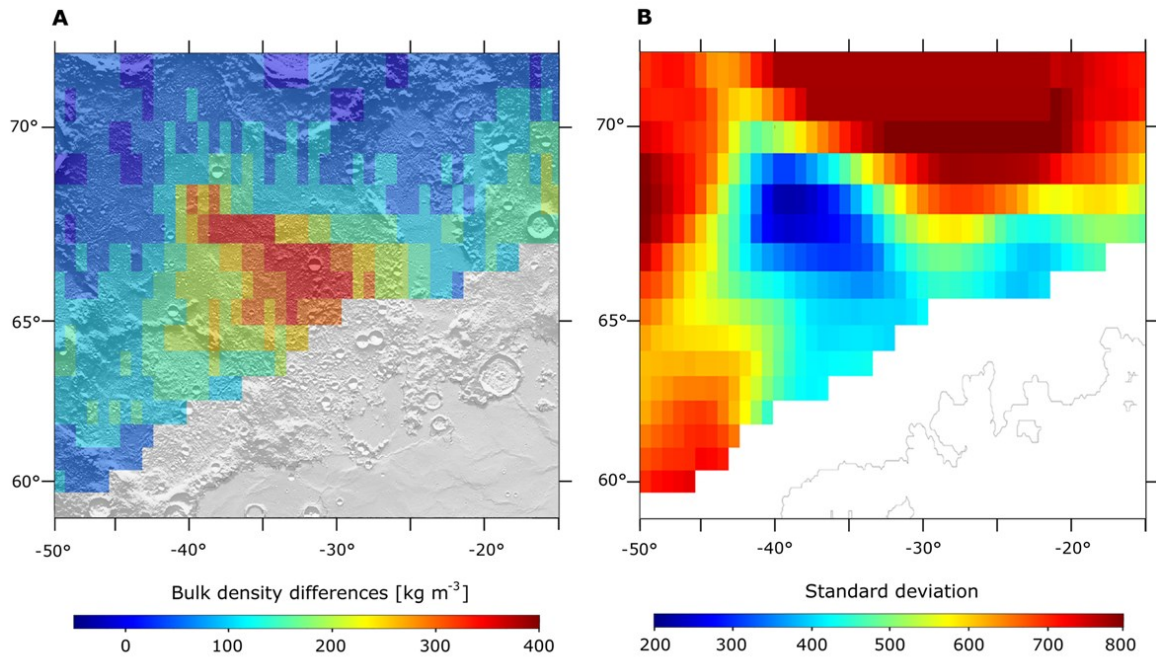 A
B
70°
70°
65°
65°
60°
60°
-50° -40° -30° -20°
-50° -40° -30° -20°
Bulk density differences [kg m⁻³]
Standard deviation
0 100 200 300 400
200 300 400 500 600 700 800